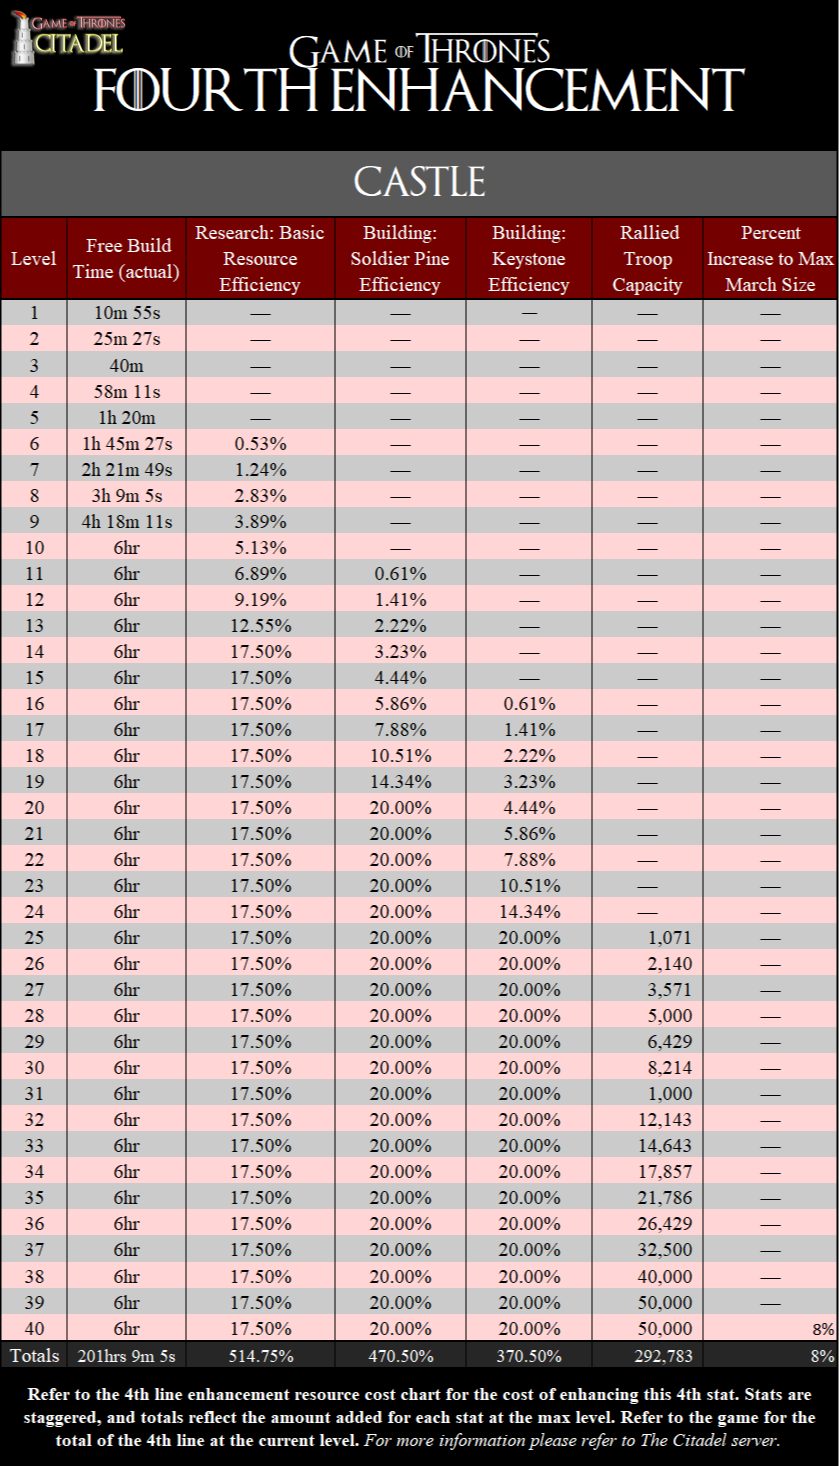 GAME OF THRONES
CITADEL
GAME OF THRONES
FOURTH ENHANCEMENT
CASTLE
Level | Free Build Time (actual) | Research: Basic Resource Efficiency | Building: Soldier Pine Efficiency | Building: Keystone Efficiency | Rallied Troop Capacity | Percent Increase to Max March Size
1 | 10m 55s | — | — | — | — | —
2 | 25m 27s | — | — | — | — | —
3 | 40m | — | — | — | — | —
4 | 58m 11s | — | — | — | — | —
5 | 1h 20m | — | — | — | — | —
6 | 1h 45m 27s | 0.53% | — | — | — | —
7 | 2h 21m 49s | 1.24% | — | — | — | —
8 | 3h 9m 5s | 2.83% | — | — | — | —
9 | 4h 18m 11s | 3.89% | — | — | — | —
10 | 6hr | 5.13% | — | — | — | —
11 | 6hr | 6.89% | 0.61% | — | — | —
12 | 6hr | 9.19% | 1.41% | — | — | —
13 | 6hr | 12.55% | 2.22% | — | — | —
14 | 6hr | 17.50% | 3.23% | — | — | —
15 | 6hr | 17.50% | 4.44% | — | — | —
16 | 6hr | 17.50% | 5.86% | 0.61% | — | —
17 | 6hr | 17.50% | 7.88% | 1.41% | — | —
18 | 6hr | 17.50% | 10.51% | 2.22% | — | —
19 | 6hr | 17.50% | 14.34% | 3.23% | — | —
20 | 6hr | 17.50% | 20.00% | 4.44% | — | —
21 | 6hr | 17.50% | 20.00% | 5.86% | — | —
22 | 6hr | 17.50% | 20.00% | 7.88% | — | —
23 | 6hr | 17.50% | 20.00% | 10.51% | — | —
24 | 6hr | 17.50% | 20.00% | 14.34% | — | —
25 | 6hr | 17.50% | 20.00% | 20.00% | 1,071 | —
26 | 6hr | 17.50% | 20.00% | 20.00% | 2,140 | —
27 | 6hr | 17.50% | 20.00% | 20.00% | 3,571 | —
28 | 6hr | 17.50% | 20.00% | 20.00% | 5,000 | —
29 | 6hr | 17.50% | 20.00% | 20.00% | 6,429 | —
30 | 6hr | 17.50% | 20.00% | 20.00% | 8,214 | —
31 | 6hr | 17.50% | 20.00% | 20.00% | 1,000 | —
32 | 6hr | 17.50% | 20.00% | 20.00% | 12,143 | —
33 | 6hr | 17.50% | 20.00% | 20.00% | 14,643 | —
34 | 6hr | 17.50% | 20.00% | 20.00% | 17,857 | —
35 | 6hr | 17.50% | 20.00% | 20.00% | 21,786 | —
36 | 6hr | 17.50% | 20.00% | 20.00% | 26,429 | —
37 | 6hr | 17.50% | 20.00% | 20.00% | 32,500 | —
38 | 6hr | 17.50% | 20.00% | 20.00% | 40,000 | —
39 | 6hr | 17.50% | 20.00% | 20.00% | 50,000 | —
40 | 6hr | 17.50% | 20.00% | 20.00% | 50,000 | 8%
Totals | 201hrs 9m 5s | 514.75% | 470.50% | 370.50% | 292,783 | 8%
Refer to the 4th line enhancement resource cost chart for the cost of enhancing this 4th stat. Stats are
staggered, and totals reflect the amount added for each stat at the max level. Refer to the game for the
total of the 4th line at the current level. For more information please refer to The Citadel server.